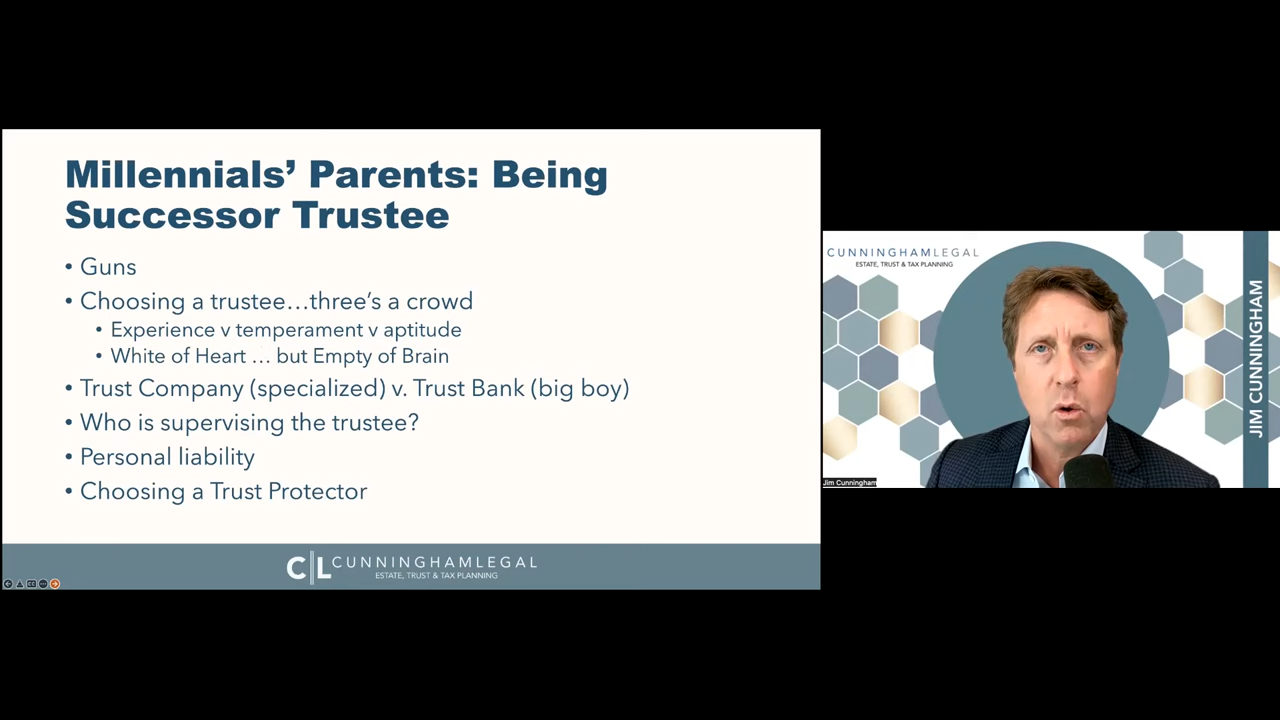 Millennials’ Parents: Being
Successor Trustee
• Guns
• Choosing a trustee…three’s a crowd
• Experience v temperament v aptitude
• White of Heart … but Empty of Brain
• Trust Company (specialized) v. Trust Bank (big boy)
• Who is supervising the trustee?
• Personal liability
• Choosing a Trust Protector
C|L CUNNINGHAMLEGAL
ESTATE, TRUST & TAX PLANNING
CUNNINGHAMLEGAL
ESTATE, TRUST & TAX PLANNING
JIM CUNNINGHAM
Jim Cunningham